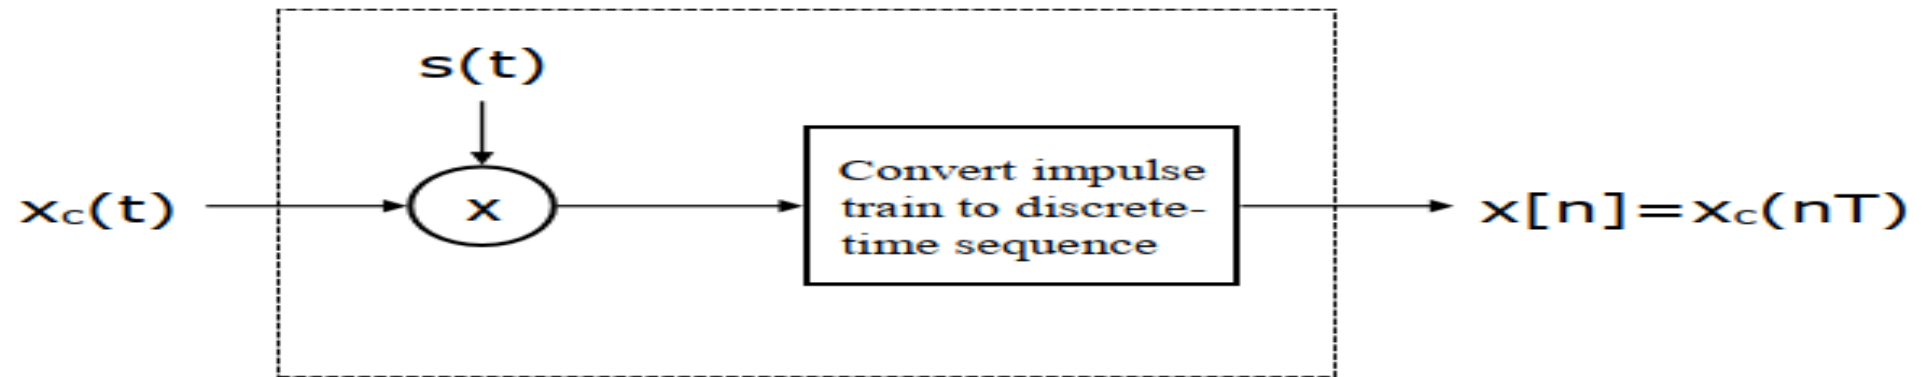 s(t)
xc(t)
x
Convert impulse
train to discrete-
time sequence
x[n]=xc(nT)